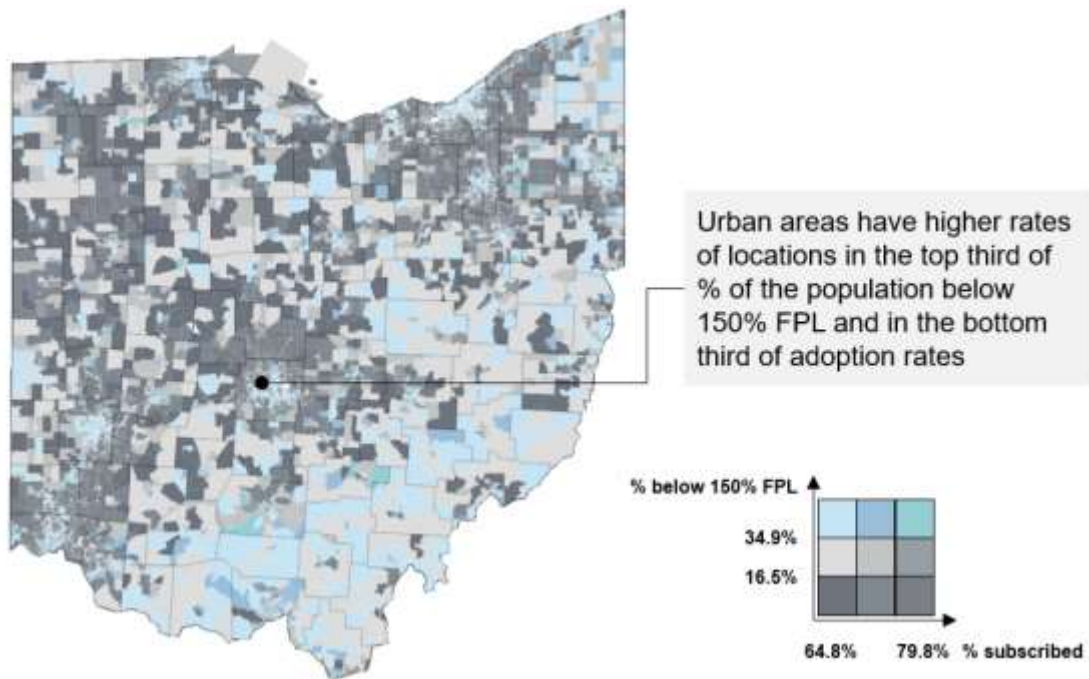 Urban areas have higher rates
of locations in the top third of
% of the population below
150% FPL and in the bottom
third of adoption rates
% below 150% FPL
34.9%
16.5%
64.8% 79.8% % subscribed